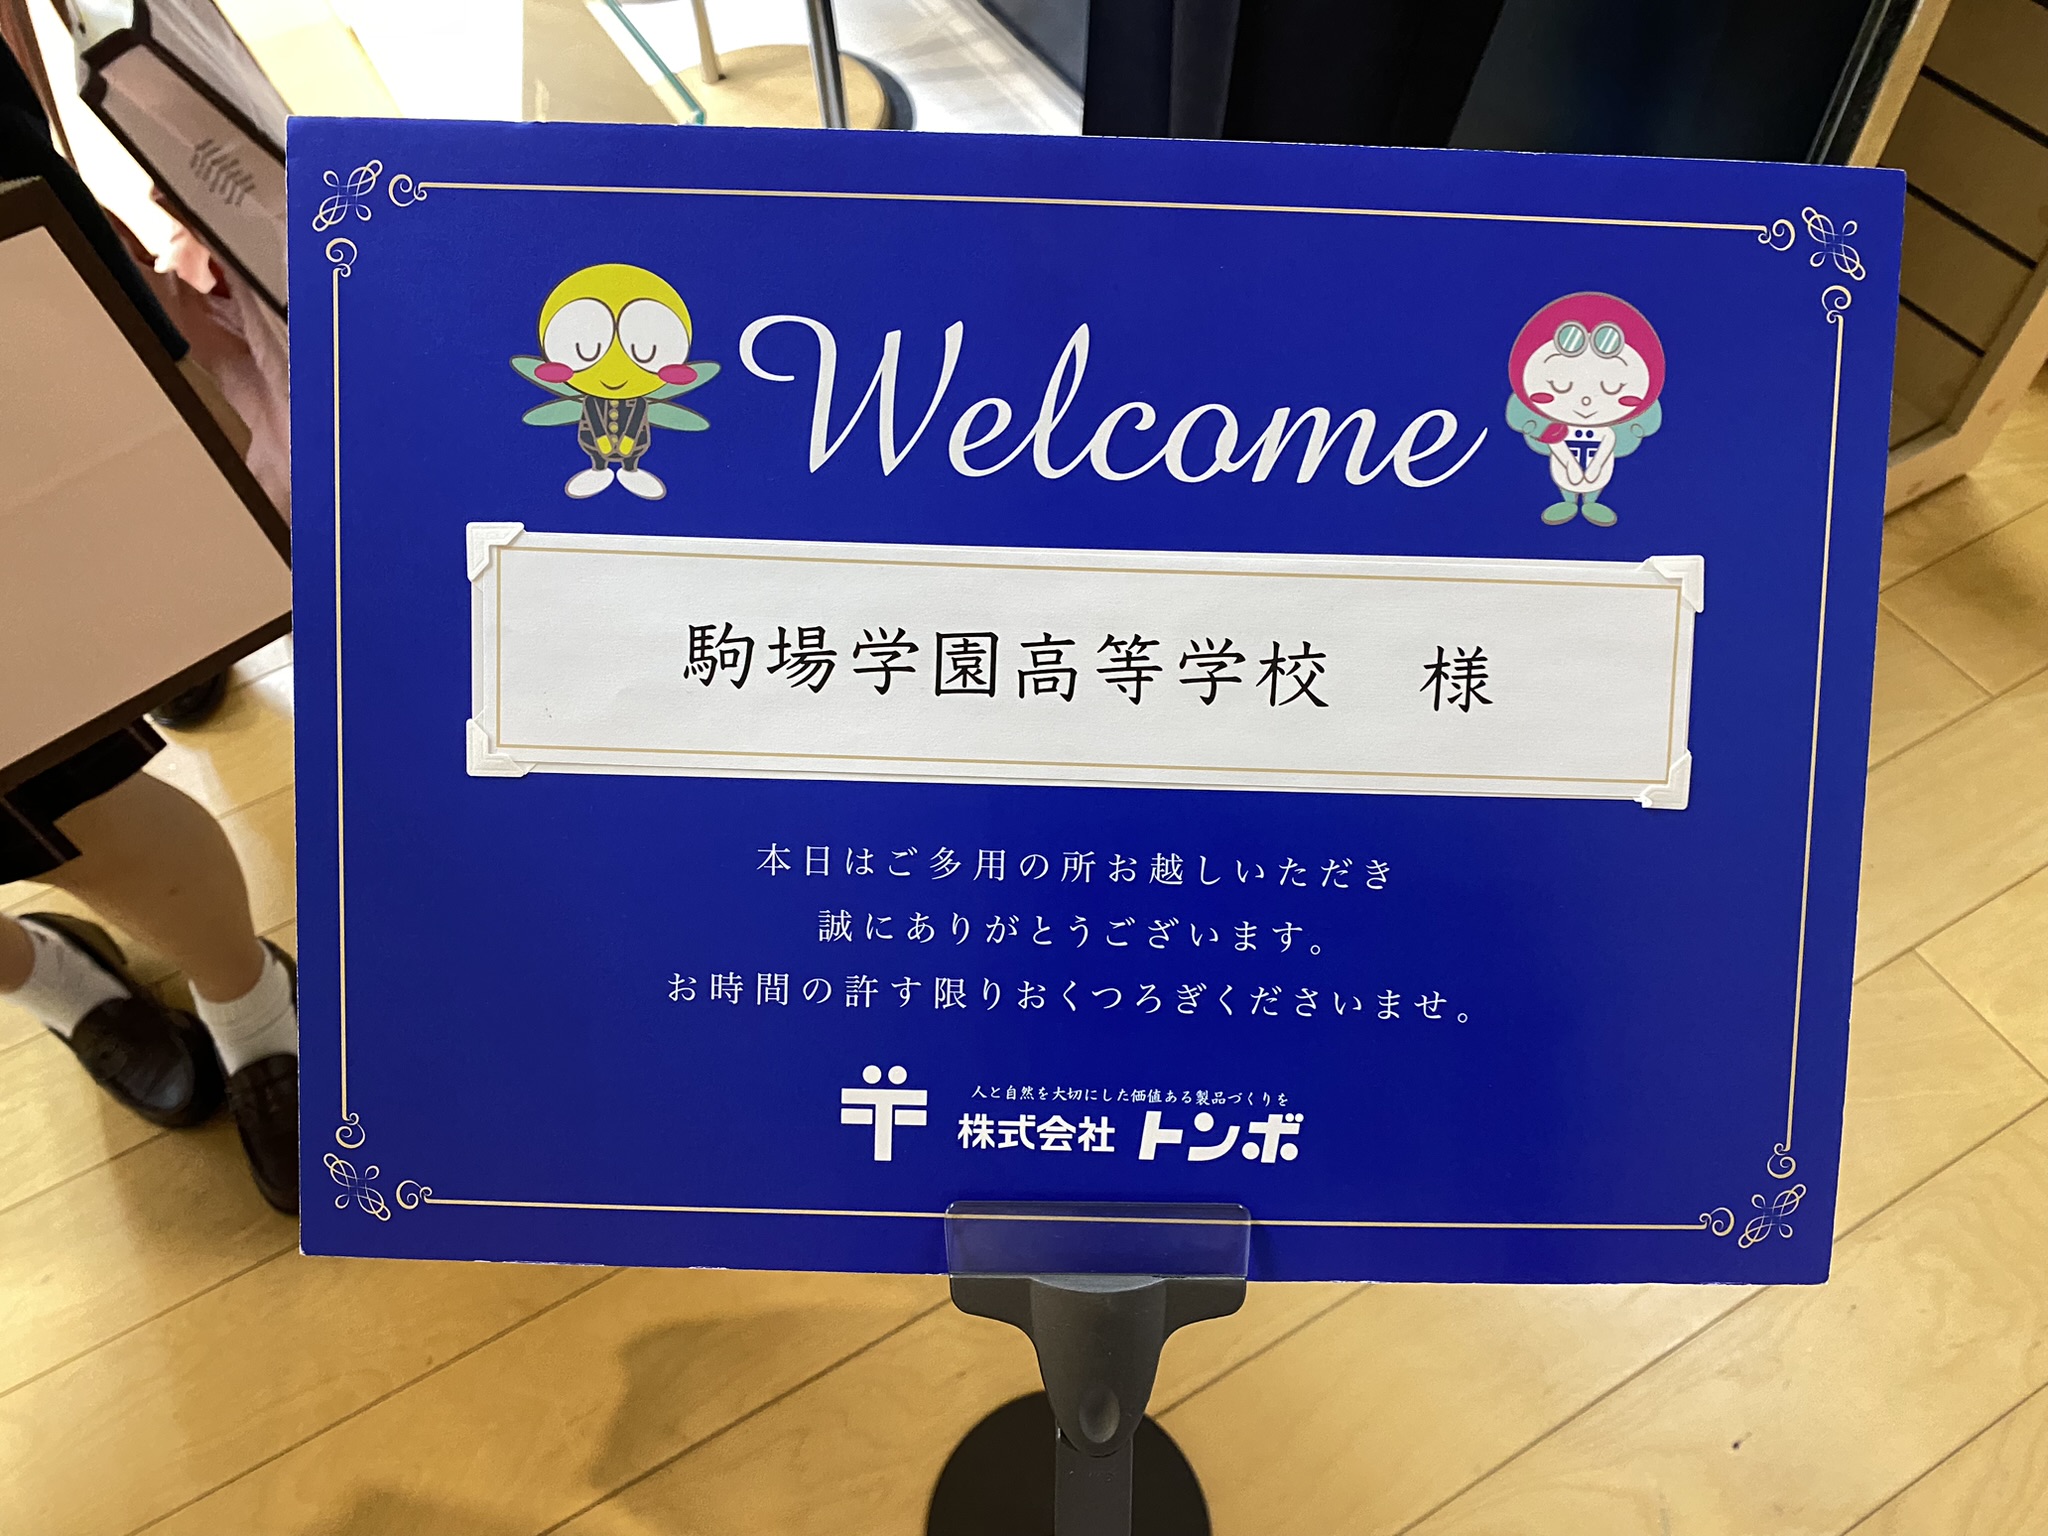 Welcome
駒場学園高等学校　様
本日はご多用の所お越しいただき
誠にありがとうございます。
お時間の許す限りおくつろぎくださいませ。
人と自然を大切にした価値ある製品づくりを
株式会社 トンボ